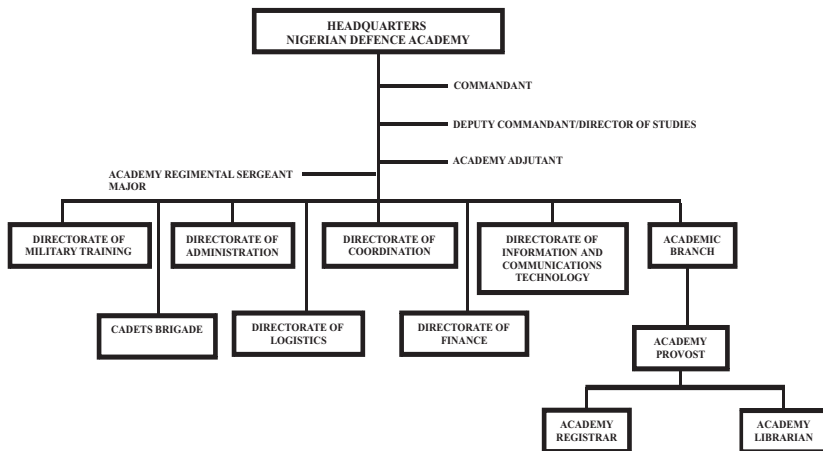 HEADQUARTERS
NIGERIAN DEFENCE ACADEMY
COMMANDANT
DEPUTY COMMANDANT/DIRECTOR OF STUDIES
ACADEMY ADJUTANT
ACADEMY REGIMENTAL SERGEANT
MAJOR
DIRECTORATE OF
MILITARY TRAINING
DIRECTORATE OF
ADMINISTRATION
DIRECTORATE OF
COORDINATION
DIRECTORATE OF
INFORMATION AND
COMMUNICATIONS
TECHNOLOGY
ACADEMIC
BRANCH
CADETS BRIGADE
DIRECTORATE OF
LOGISTICS
DIRECTORATE OF
FINANCE
ACADEMY
PROVOST
ACADEMY
REGISTRAR
ACADEMY
LIBRARIAN